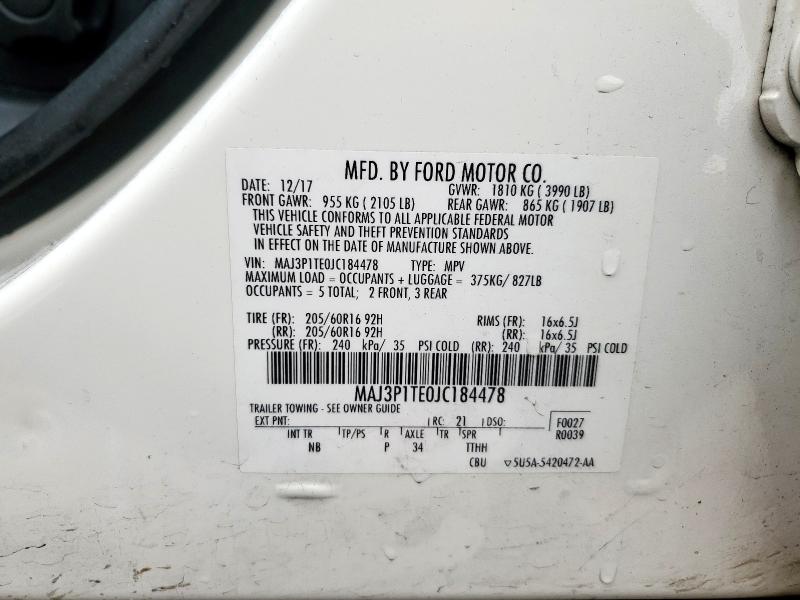 MFD. BY FORD MOTOR CO.
DATE: 12/17 GVWR: 1810 KG ( 3990 LB)
FRONT GAWR: 955 KG ( 2105 LB) REAR GAWR: 865 KG ( 1907 LB)
THIS VEHICLE CONFORMS TO ALL APPLICABLE FEDERAL MOTOR
VEHICLE SAFETY AND THEFT PREVENTION STANDARDS
IN EFFECT ON THE DATE OF MANUFACTURE SHOWN ABOVE.
VIN: MAJ3P1TE0JC184478 TYPE: MPV
MAXIMUM LOAD = OCCUPANTS + LUGGAGE = 375KG/ 827LB
OCCUPANTS = 5 TOTAL; 2 FRONT, 3 REAR
TIRE (FR): 205/60R16 92H RIMS (FR): 16x6.5J
(RR): 205/60R16 92H (RR): 16x6.5J
PRESSURE (FR): 240 kPa/ 35 PSI COLD (RR): 240 kPa/ 35 PSI COLD
MAJ3P1TE0JC184478
TRAILER TOWING - SEE OWNER GUIDE
EXT PNT: RC: 21 DSO: F0027
R0039
INT TR TP/PS R AXLE TR SPR
NB P 34 TTHH
CBU ▽5U5A-5420472-AA